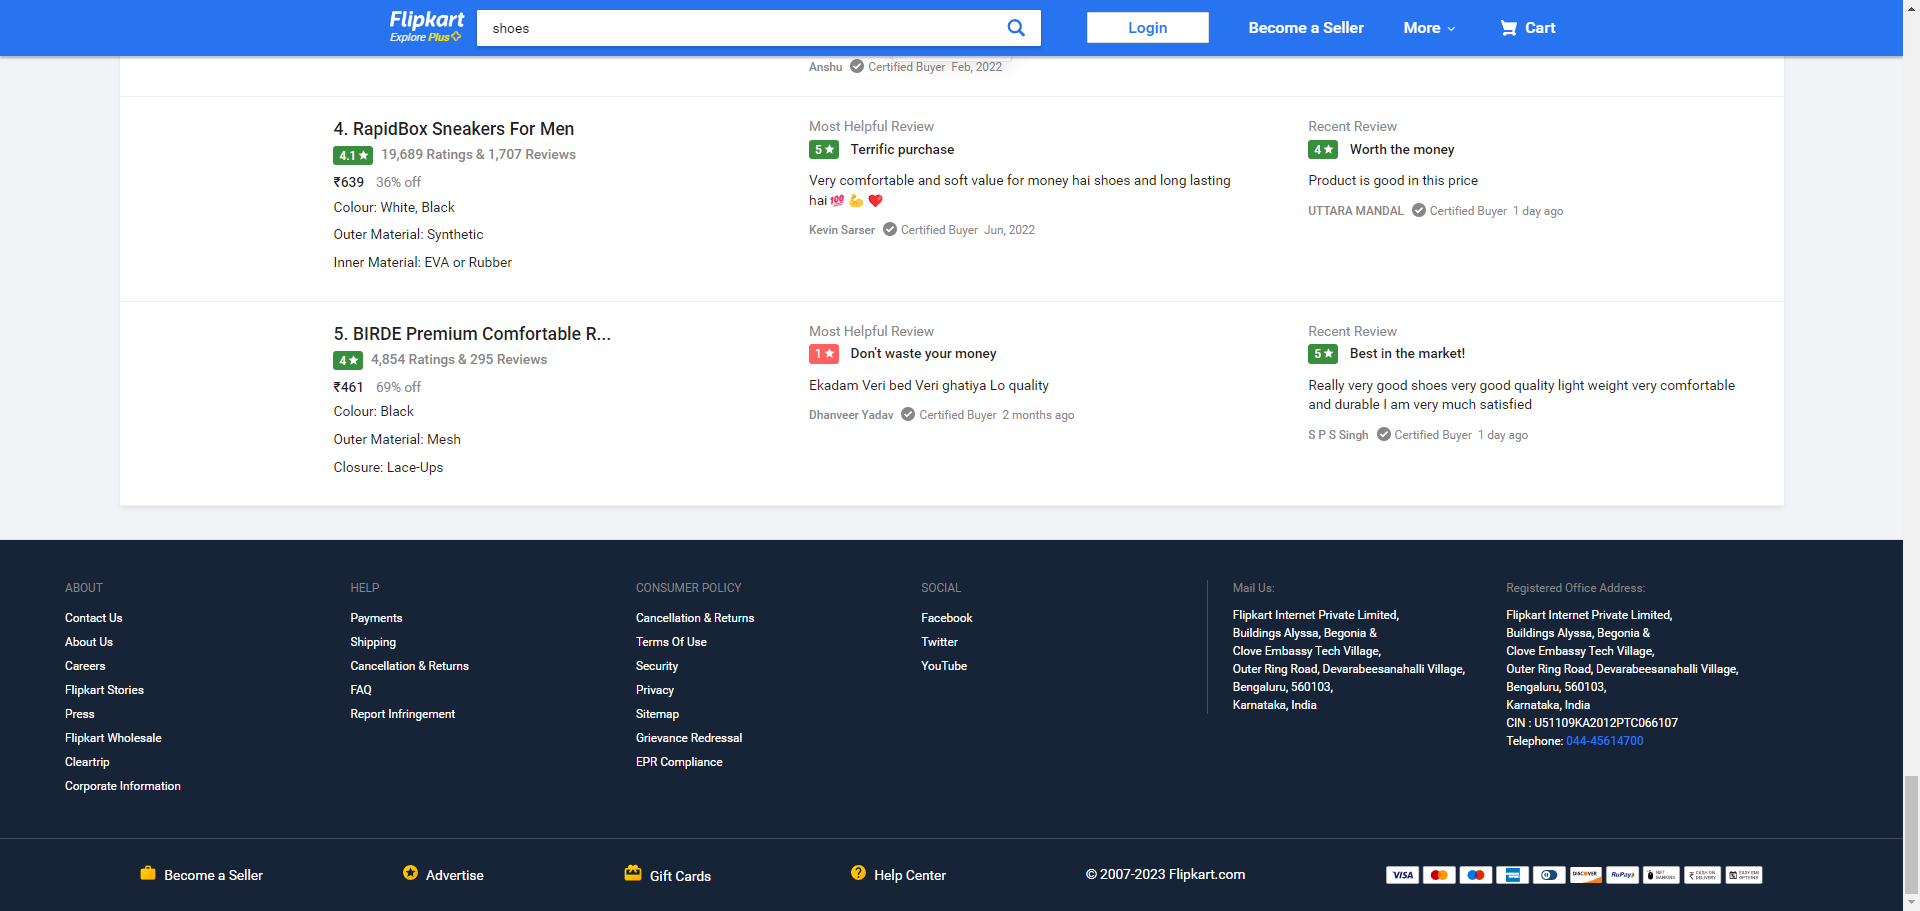 Flipkart
Explore Plus
shoes
Login
Become a Seller
More
Cart
Anshu Certified Buyer Feb, 2022
4. RapidBox Sneakers For Men
4.1★ 19,689 Ratings & 1,707 Reviews
₹639 36% off
Colour: White, Black
Outer Material: Synthetic
Inner Material: EVA or Rubber
Most Helpful Review
5★ Terrific purchase
Very comfortable and soft value for money hai shoes and long lasting
hai 💯 💪 ❤️
Kevin Sarser Certified Buyer Jun, 2022
Recent Review
4★ Worth the money
Product is good in this price
UTTARA MANDAL Certified Buyer 1 day ago
5. BIRDE Premium Comfortable R...
4★ 4,854 Ratings & 295 Reviews
₹461 69% off
Colour: Black
Outer Material: Mesh
Closure: Lace-Ups
Most Helpful Review
1★ Don't waste your money
Ekadam Veri bed Veri ghatiya Lo quality
Dhanveer Yadav Certified Buyer 2 months ago
Recent Review
5★ Best in the market!
Really very good shoes very good quality light weight very comfortable
and durable I am very much satisfied
S P S Singh Certified Buyer 1 day ago
ABOUT
Contact Us
About Us
Careers
Flipkart Stories
Press
Flipkart Wholesale
Cleartrip
Corporate Information
HELP
Payments
Shipping
Cancellation & Returns
FAQ
Report Infringement
CONSUMER POLICY
Cancellation & Returns
Terms Of Use
Security
Privacy
Sitemap
Grievance Redressal
EPR Compliance
SOCIAL
Facebook
Twitter
YouTube
Mail Us:
Flipkart Internet Private Limited,
Buildings Alyssa, Begonia &
Clove Embassy Tech Village,
Outer Ring Road, Devarabeesanahalli Village,
Bengaluru, 560103,
Karnataka, India
Registered Office Address:
Flipkart Internet Private Limited,
Buildings Alyssa, Begonia &
Clove Embassy Tech Village,
Outer Ring Road, Devarabeesanahalli Village,
Bengaluru, 560103,
Karnataka, India
CIN : U51109KA2012PTC066107
Telephone: 044-45614700
Become a Seller
Advertise
Gift Cards
Help Center
© 2007-2023 Flipkart.com
VISA
DISCOVER
RuPay
NET BANKING
CASH ON DELIVERY
EASY EMI OPTIONS